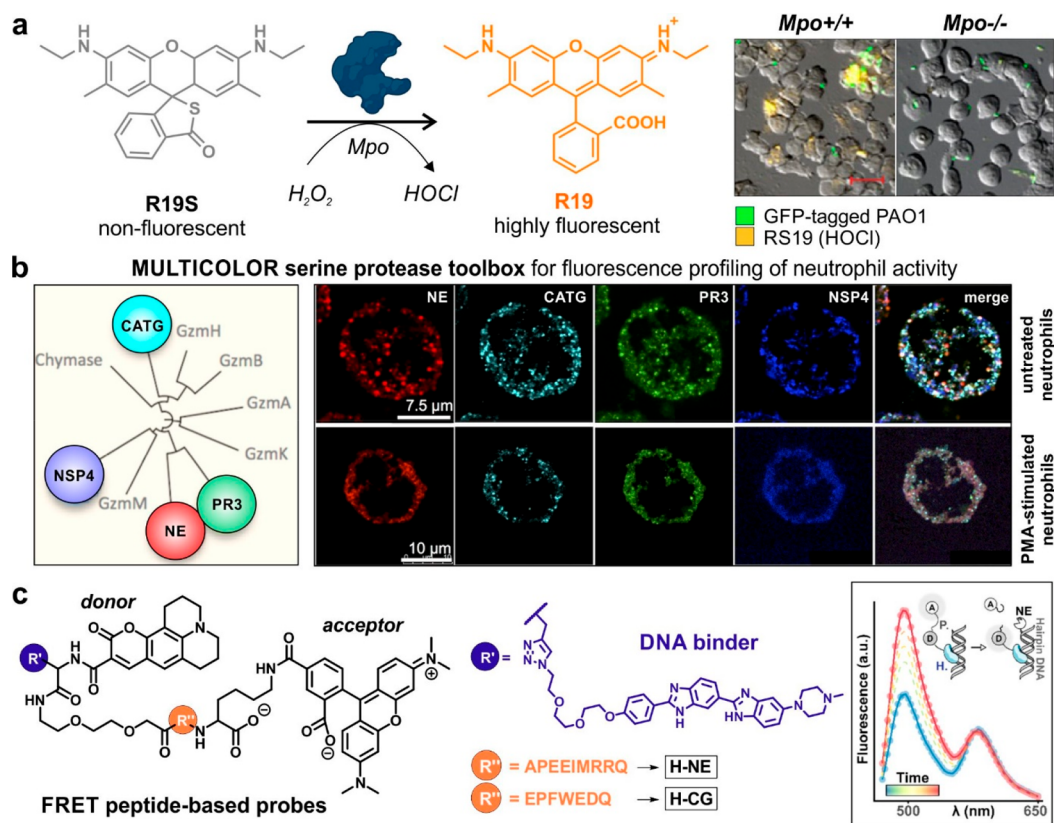 a
H
N
O
H
N
S
O
R19S
non-fluorescent
Mpo
H₂O₂
HOCl
H
N
O
H
N
+
COOH
R19
highly fluorescent
Mpo+/+
Mpo-/-
GFP-tagged PAO1
RS19 (HOCl)
b
MULTICOLOR serine protease toolbox for fluorescence profiling of neutrophil activity
CATG
GzmH
Chymase
GzmB
GzmA
GzmK
NSP4
GzmM
PR3
NE
NE
CATG
PR3
NSP4
merge
7.5 µm
untreated
neutrophils
10 µm
PMA-stimulated
neutrophils
c
donor
acceptor
R'
H
N
O
O
O
N
O
HN
O
O
O
R''
N
H
O
O
⊖
HN
O
O
O
⊖
N
⊕
O
N
FRET peptide-based probes
R' =
DNA binder
N
N
N
O
O
O
N
N
H
N
N
H
N
N
R'' = APEEIMRRQ → H-NE
R'' = EPFWEDQ → H-CG
Fluorescence (a.u.)
A
P.
D
H.
A
NE
D
Hairpin DNA
Time
500
λ (nm)
650